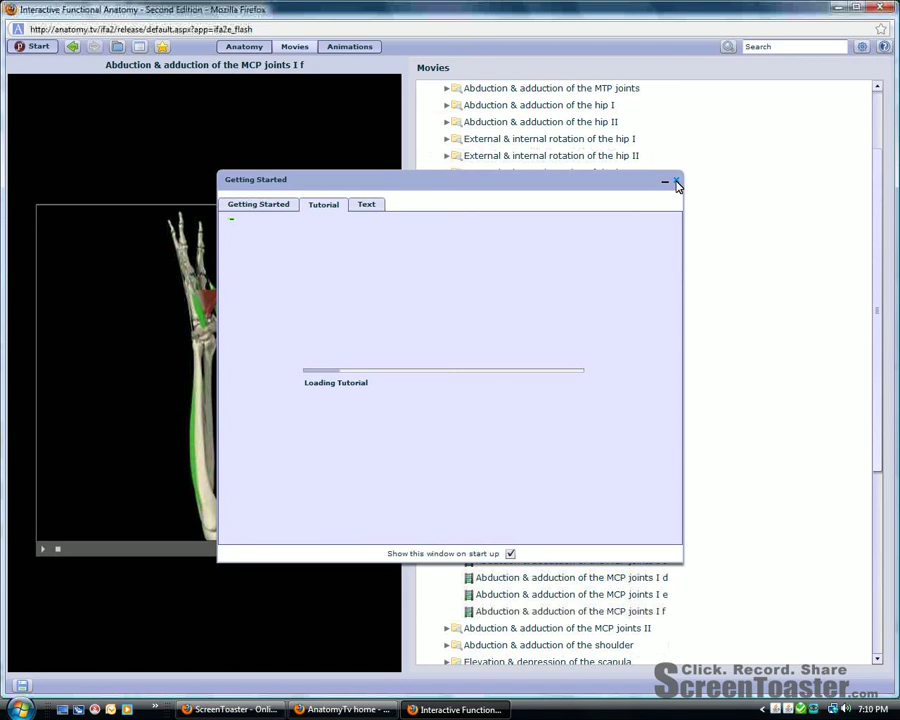 Interactive Functional Anatomy - Second Edition - Mozilla Firefox
http://anatomy.tv/ifa2/release/default.aspx?app=ifa2e_flash
Start
Anatomy
Movies
Animations
Search
Abduction & adduction of the MCP joints I f
Movies
Abduction & adduction of the MTP joints
Abduction & adduction of the hip I
Abduction & adduction of the hip II
External & internal rotation of the hip I
External & internal rotation of the hip II
Getting Started
Getting Started
Tutorial
Text
Loading Tutorial
Show this window on start up
Abduction & adduction of the MCP joints I d
Abduction & adduction of the MCP joints I e
Abduction & adduction of the MCP joints I f
Abduction & adduction of the MCP joints II
Abduction & adduction of the shoulder
Elevation & depression of the scapula
Click. Record. Share
ScreenToaster.com
ScreenToaster - Onli...
AnatomyTv home - ...
Interactive Function...
7:10 PM